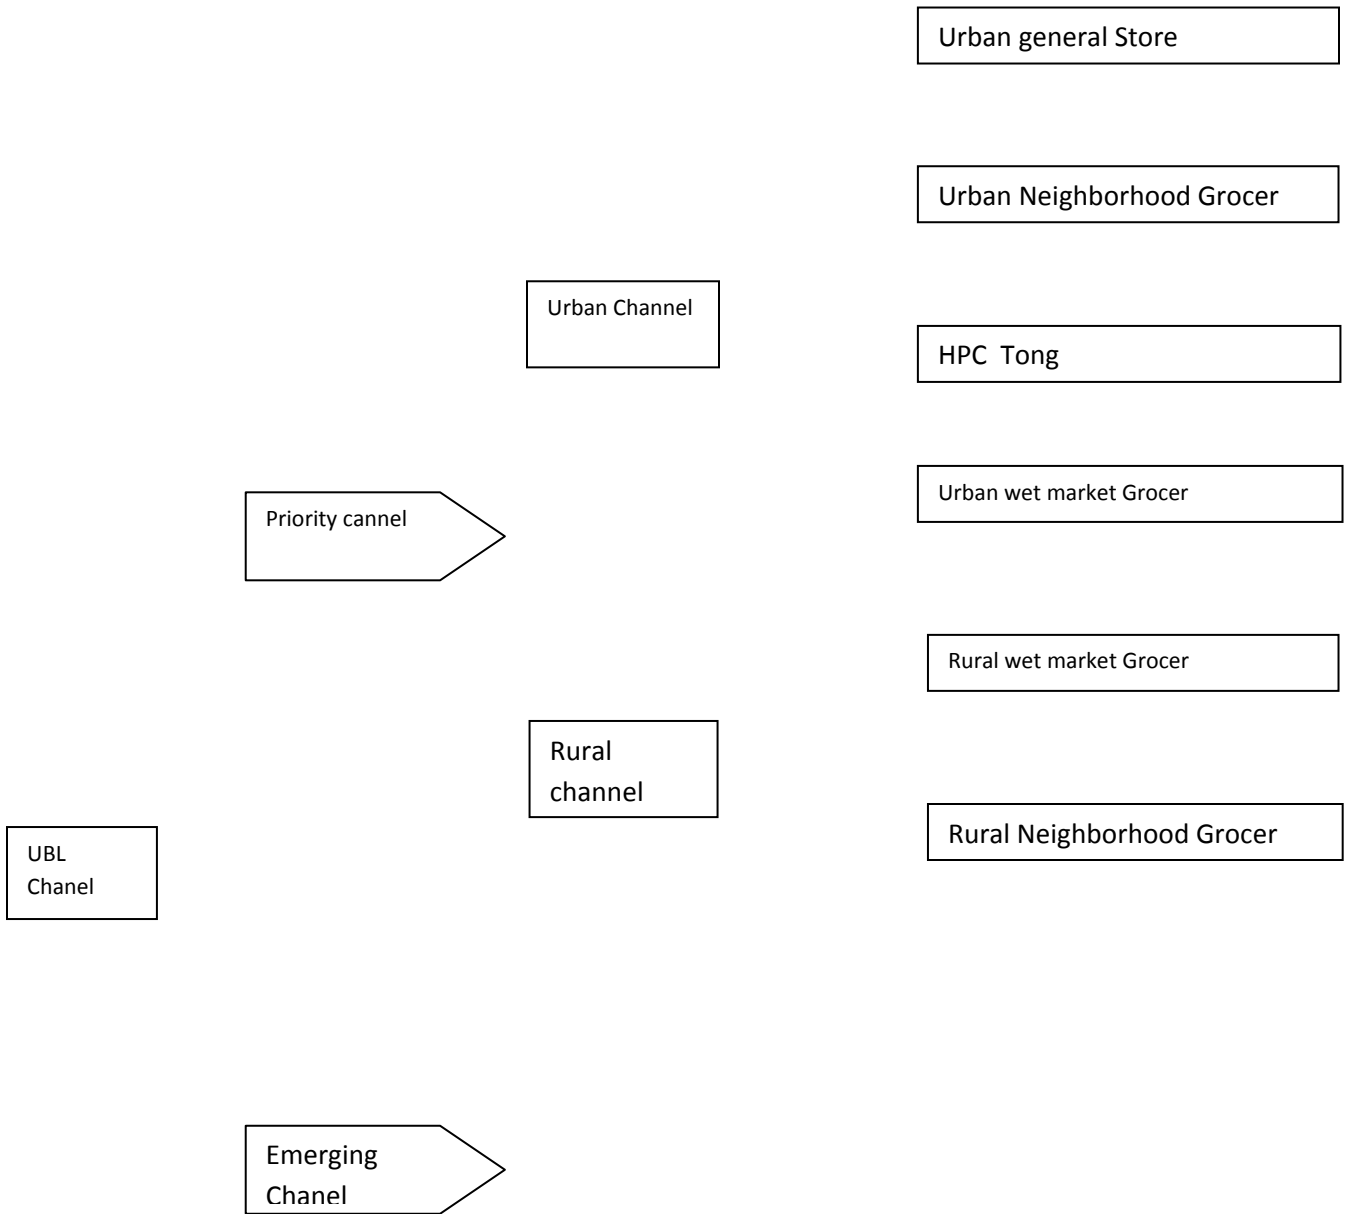 Urban general Store
Urban Neighborhood Grocer
Urban Channel
HPC  Tong
Urban wet market Grocer
Priority cannel
Rural wet market Grocer
Rural
channel
Rural Neighborhood Grocer
UBL
Chanel
Emerging
Chanel